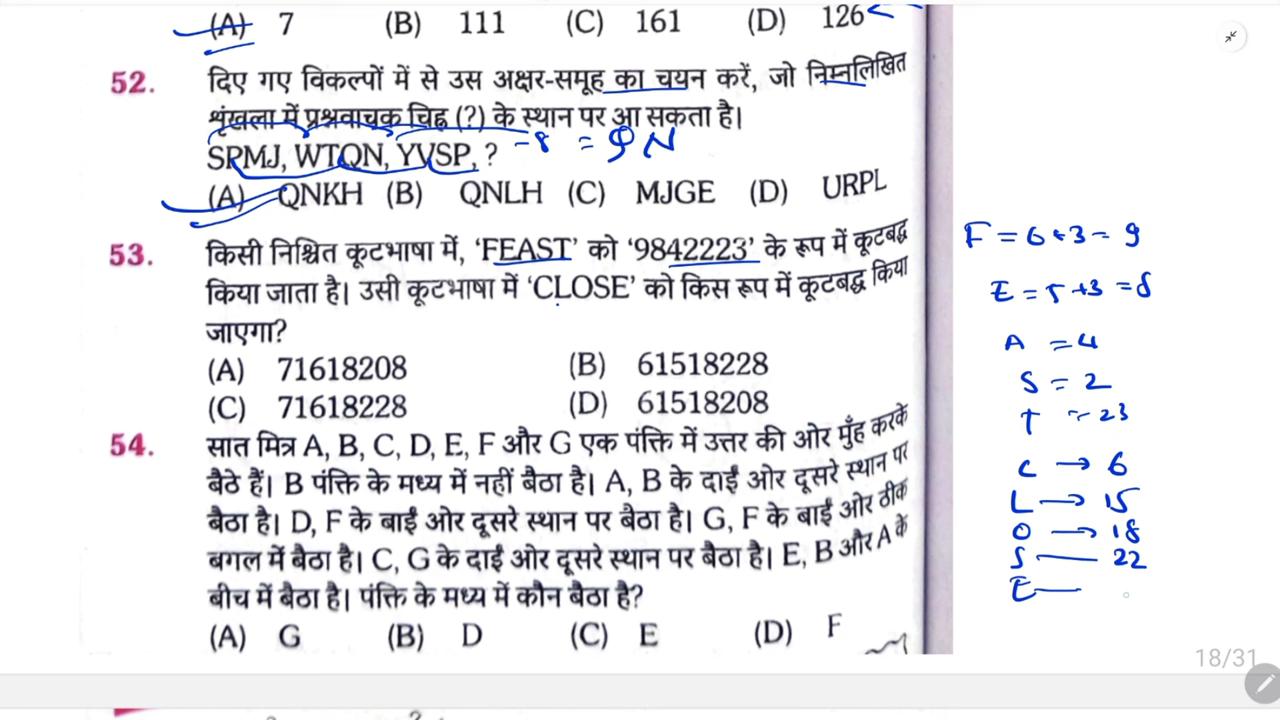 (A) 7 (B) 111 (C) 161 (D) 126
52. दिए गए विकल्पों में से उस अक्षर-समूह का चयन करें, जो निम्नलिखित
शृंखला में प्रश्नवाचक चिह्न (?) के स्थान पर आ सकता है।
SPMJ, WTQN, YVSP, ? -8 = QN
(A) QNKH (B) QNLH (C) MJGE (D) URPL
53. किसी निश्चित कूटभाषा में, 'FEAST' को '9842223' के रूप में कूटबद्ध
किया जाता है। उसी कूटभाषा में 'CLOSE' को किस रूप में कूटबद्ध किया
जाएगा?
(A) 71618208 (B) 61518228
(C) 71618228 (D) 61518208
54. सात मित्र A, B, C, D, E, F और G एक पंक्ति में उत्तर की ओर मुँह करके
बैठे हैं। B पंक्ति के मध्य में नहीं बैठा है। A, B के दाईं ओर दूसरे स्थान पर
बैठा है। D, F के बाईं ओर दूसरे स्थान पर बैठा है। G, F के बाईं ओर ठीक
बगल में बैठा है। C, G के दाईं ओर दूसरे स्थान पर बैठा है। E, B और A के
बीच में बैठा है। पंक्ति के मध्य में कौन बैठा है?
(A) G (B) D (C) E (D) F
F = 6+3 = 9
E = 5+3 = 8
A = 4
S = 2
T = 23
C → 6
L → 15
O → 18
S — 22
E —
18/31